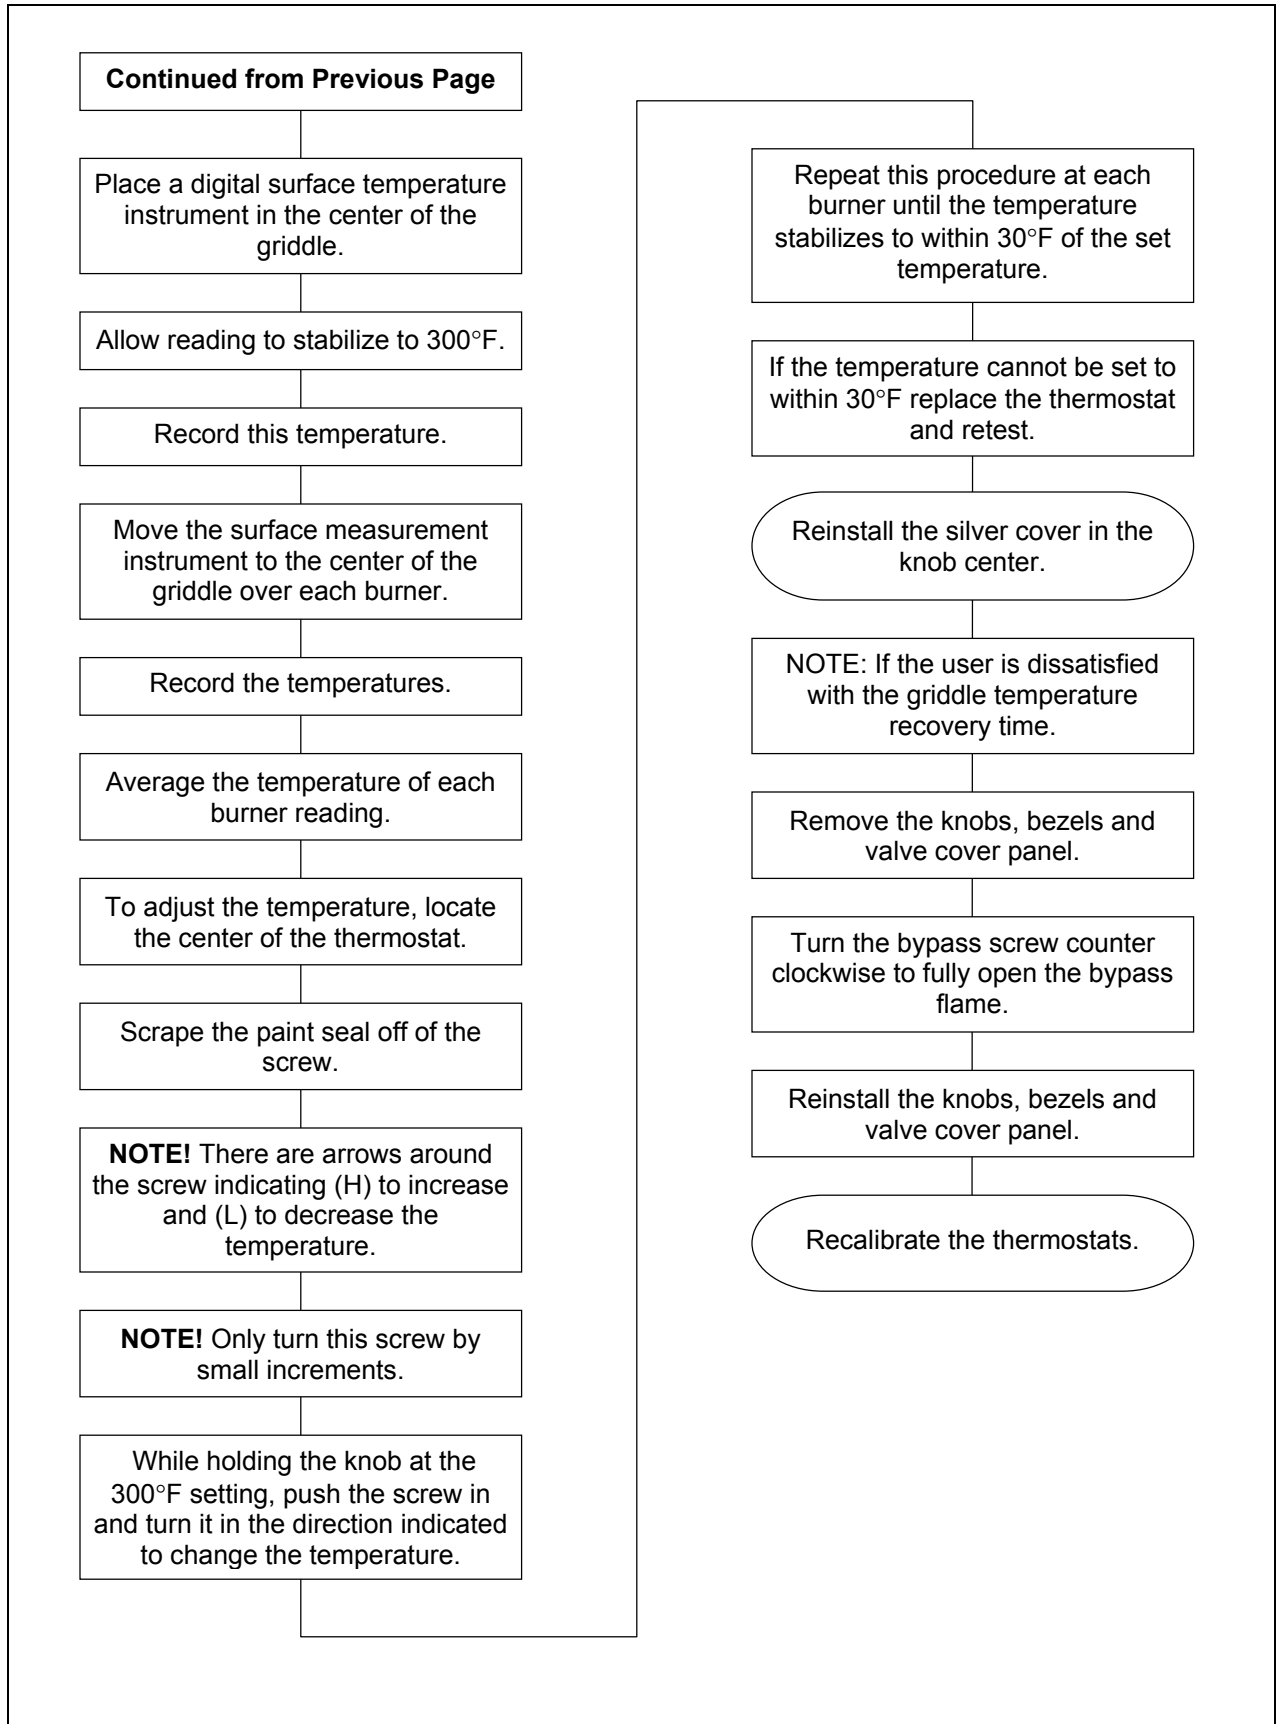 Continued from Previous Page
Place a digital surface temperature
instrument in the center of the
griddle.
Allow reading to stabilize to 300°F.
Record this temperature.
Move the surface measurement
instrument to the center of the
griddle over each burner.
Record the temperatures.
Average the temperature of each
burner reading.
To adjust the temperature, locate
the center of the thermostat.
Scrape the paint seal off of the
screw.
NOTE! There are arrows around
the screw indicating (H) to increase
and (L) to decrease the
temperature.
NOTE! Only turn this screw by
small increments.
While holding the knob at the
300°F setting, push the screw in
and turn it in the direction indicated
to change the temperature.
Repeat this procedure at each
burner until the temperature
stabilizes to within 30°F of the set
temperature.
If the temperature cannot be set to
within 30°F replace the thermostat
and retest.
Reinstall the silver cover in the
knob center.
NOTE: If the user is dissatisfied
with the griddle temperature
recovery time.
Remove the knobs, bezels and
valve cover panel.
Turn the bypass screw counter
clockwise to fully open the bypass
flame.
Reinstall the knobs, bezels and
valve cover panel.
Recalibrate the thermostats.